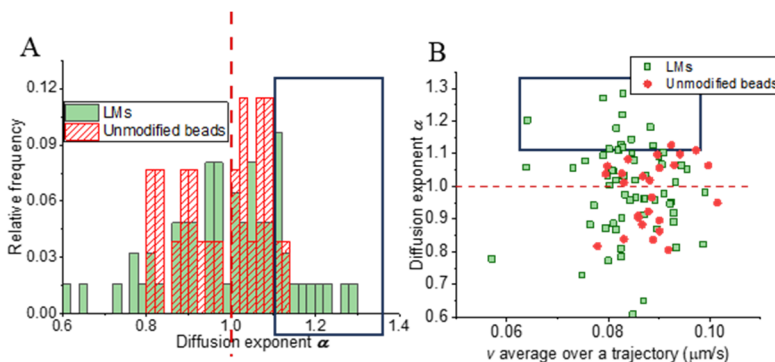 A
0.12
0.09
0.06
0.03
0.00
Relative frequency
LMs
Unmodified beads
0.6
0.8
1.0
1.2
1.4
Diffusion exponent α
B
LMs
Unmodified beads
1.3
1.2
1.1
1.0
0.9
0.8
0.7
0.6
Diffusion exponent α
0.06
0.08
0.10
v average over a trajectory (μm/s)